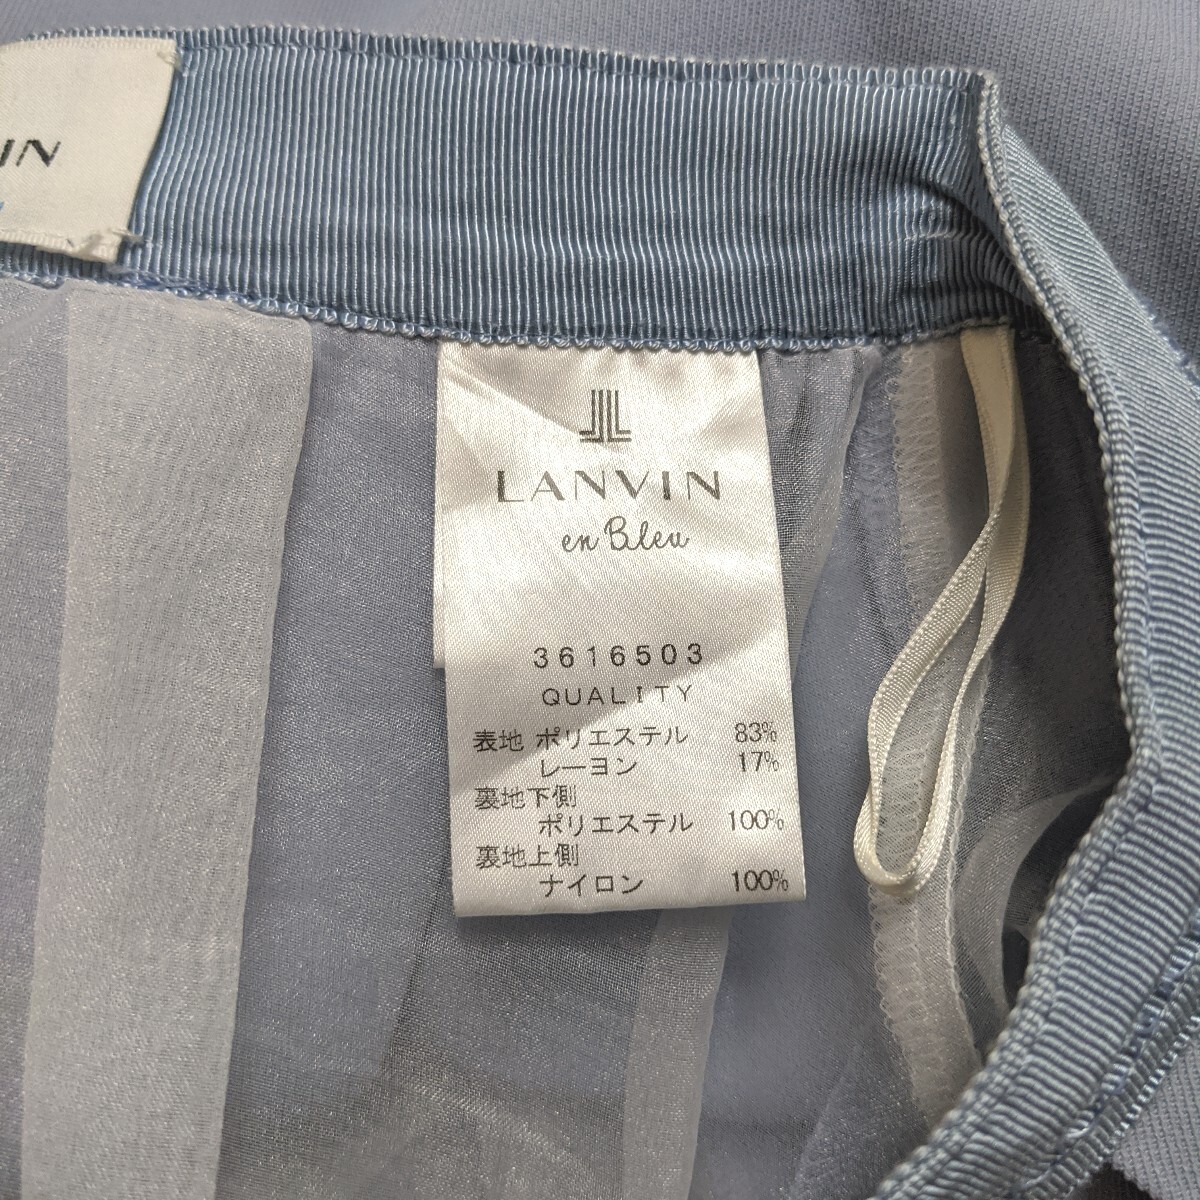 LANVIN
en Bleu
3616503
QUALITY
表地 ポリエステル 83%
レーヨン 17%
裏地下側
ポリエステル 100%
裏地上側
ナイロン 100%